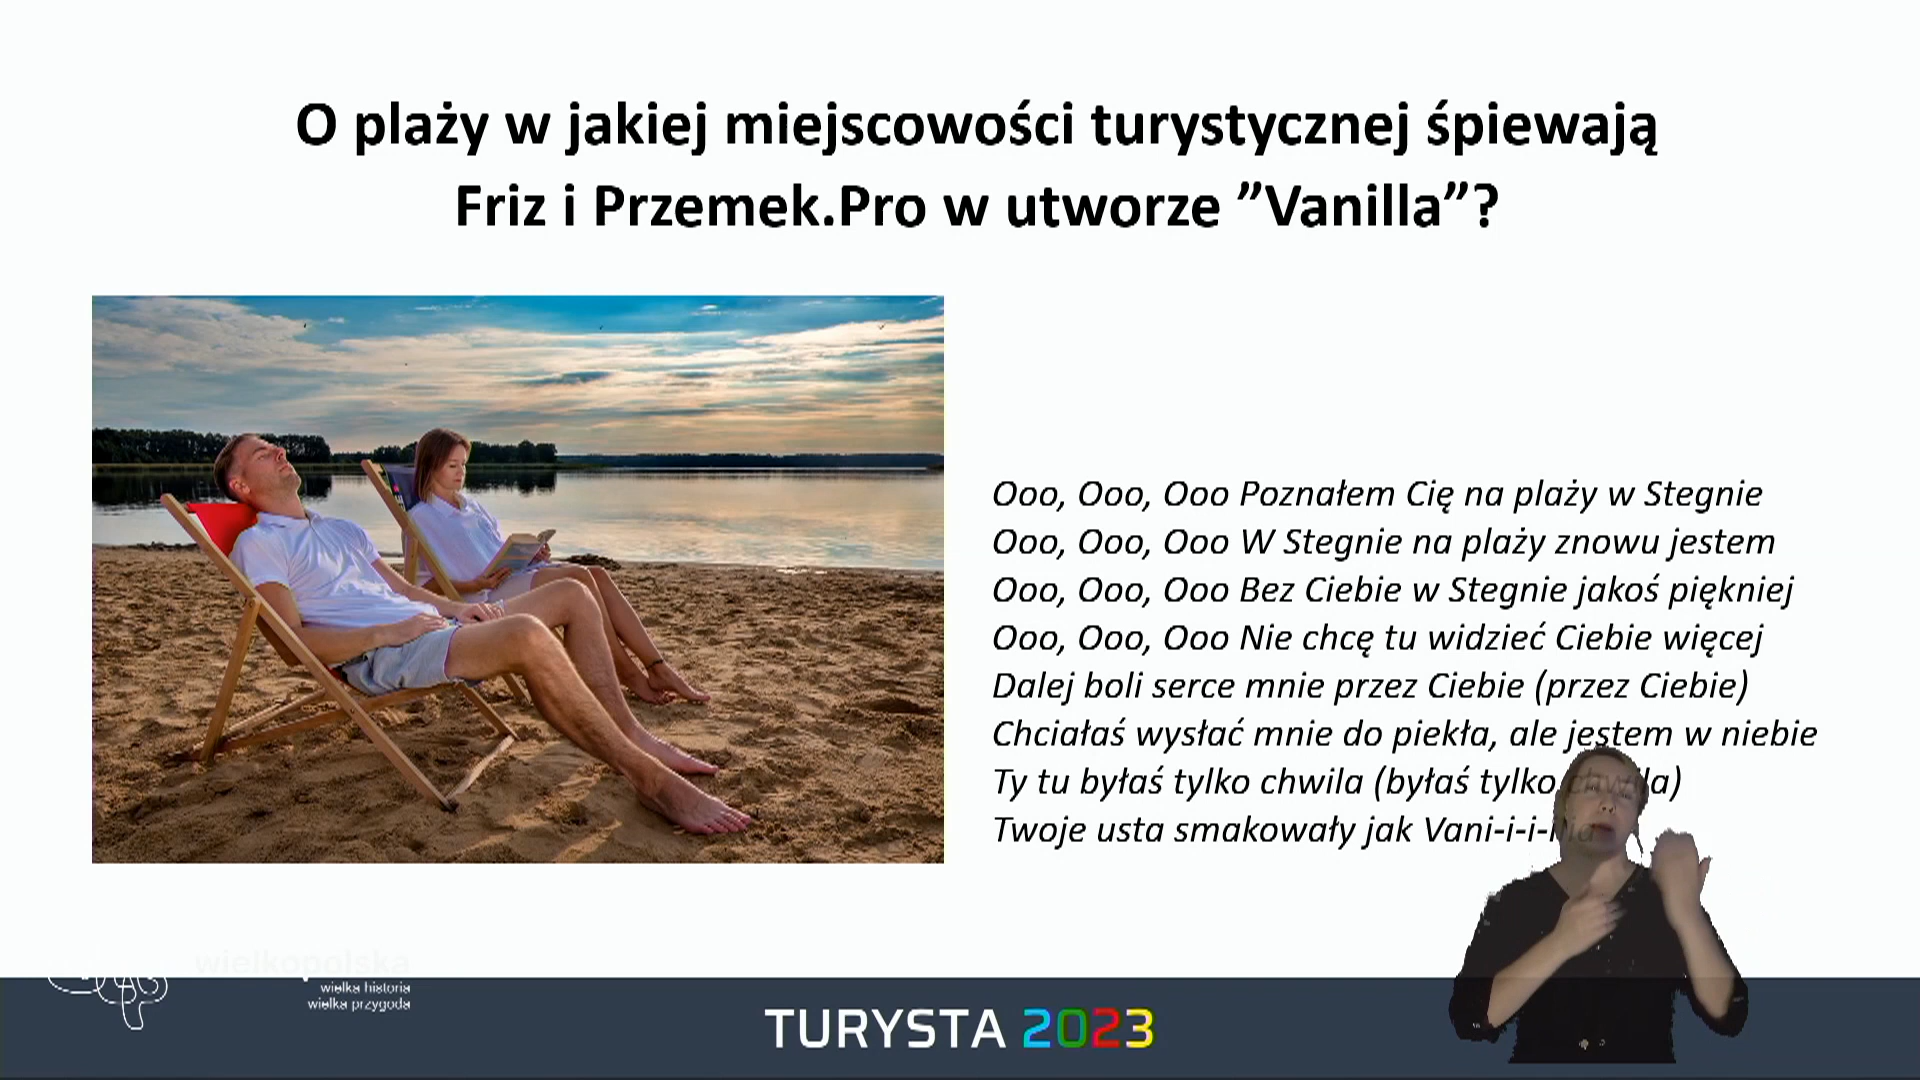 O plaży w jakiej miejscowości turystycznej śpiewają
Friz i Przemek.Pro w utworze ”Vanilla”?
Ooo, Ooo, Ooo Poznałem Cię na plaży w Stegnie
Ooo, Ooo, Ooo W Stegnie na plaży znowu jestem
Ooo, Ooo, Ooo Bez Ciebie w Stegnie jakoś piękniej
Ooo, Ooo, Ooo Nie chcę tu widzieć Ciebie więcej
Dalej boli serce mnie przez Ciebie (przez Ciebie)
Chciałaś wysłać mnie do piekła, ale jestem w niebie
Ty tu byłaś tylko chwila (byłaś tylko chwila)
Twoje usta smakowały jak Vani-i-i-
wielkopolska
wielka historia
wielka przygoda
TURYSTA 2023